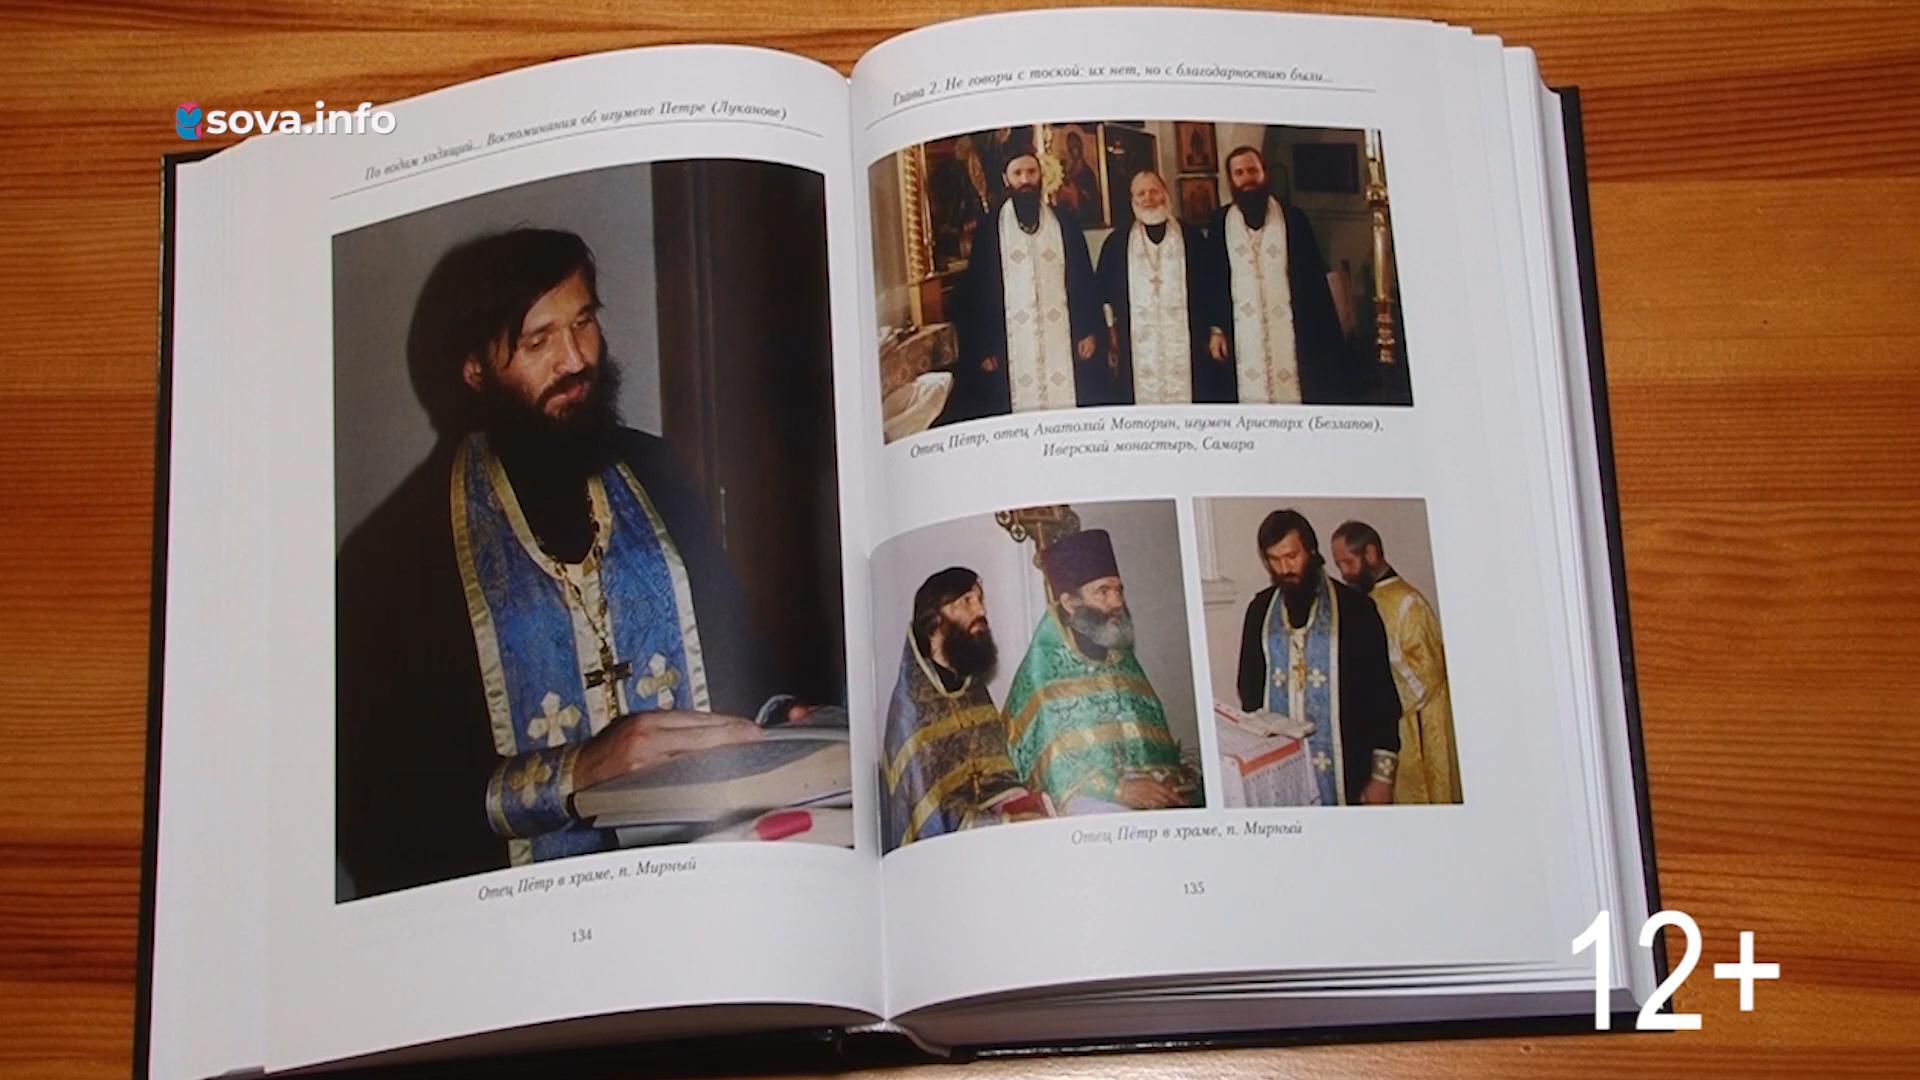 sova.info
По водам ходящий... Воспоминания об игумене Петре (Луканове)
Отец Пётр в храме, п. Мирный
134
Глава 2. Не говори с тоской: их нет, но с благодарностию были...
Отец Пётр, отец Анатолий Моторин, игумен Аристарх (Безлапов),
Иверский монастырь, Самара
Отец Пётр в храме, п. Мирный
135
12+